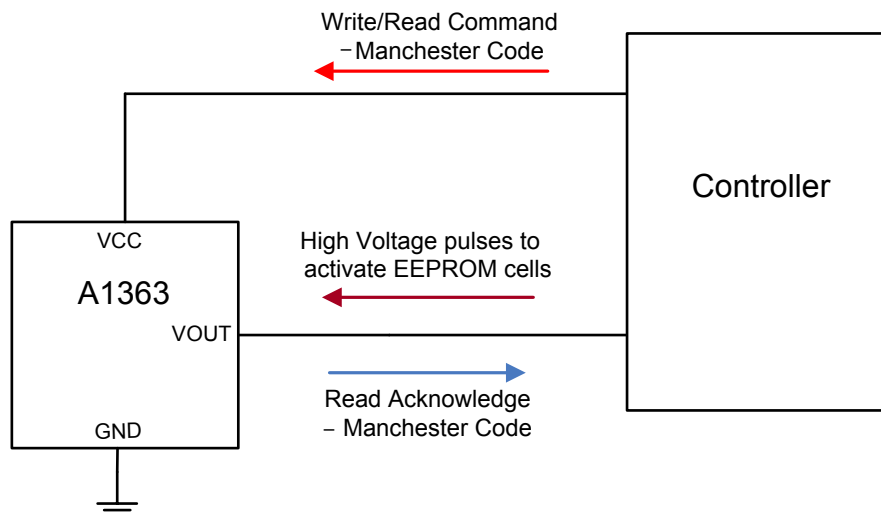 Write/Read Command
– Manchester Code
Controller
VCC
A1363
High Voltage pulses to
activate EEPROM cells
VOUT
Read Acknowledge
– Manchester Code
GND